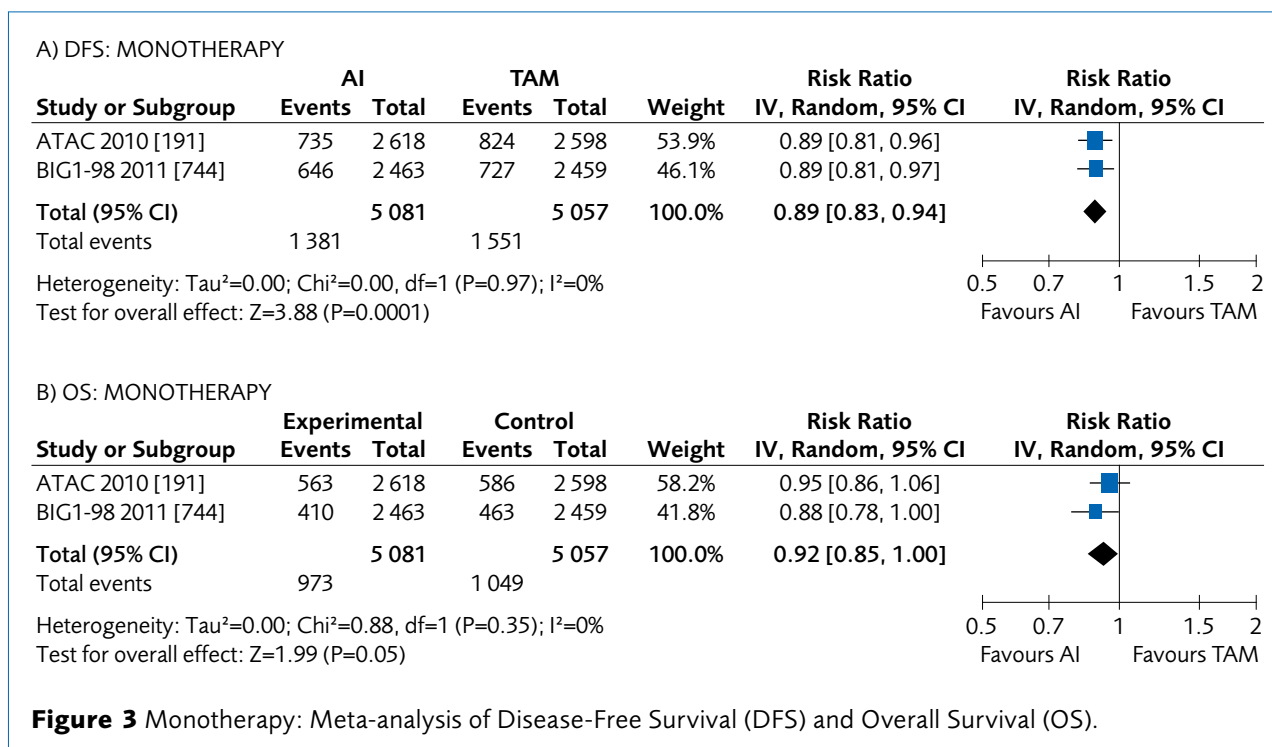 A) DFS: MONOTHERAPY
AI TAM Risk Ratio Risk Ratio
Study or Subgroup Events Total Events Total Weight IV, Random, 95% CI IV, Random, 95% CI
ATAC 2010 [191] 735 2 618 824 2 598 53.9% 0.89 [0.81, 0.96]
BIG1-98 2011 [744] 646 2 463 727 2 459 46.1% 0.89 [0.81, 0.97]
Total (95% CI) 5 081 5 057 100.0% 0.89 [0.83, 0.94]
Total events 1 381 1 551
Heterogeneity: Tau²=0.00; Chi²=0.00, df=1 (P=0.97); I²=0%
Test for overall effect: Z=3.88 (P=0.0001)
0.5 0.7 1 1.5 2
Favours AI Favours TAM
B) OS: MONOTHERAPY
Experimental Control Risk Ratio Risk Ratio
Study or Subgroup Events Total Events Total Weight IV, Random, 95% CI IV, Random, 95% CI
ATAC 2010 [191] 563 2 618 586 2 598 58.2% 0.95 [0.86, 1.06]
BIG1-98 2011 [744] 410 2 463 463 2 459 41.8% 0.88 [0.78, 1.00]
Total (95% CI) 5 081 5 057 100.0% 0.92 [0.85, 1.00]
Total events 973 1 049
Heterogeneity: Tau²=0.00; Chi²=0.88, df=1 (P=0.35); I²=0%
Test for overall effect: Z=1.99 (P=0.05)
0.5 0.7 1 1.5 2
Favours AI Favours TAM
Figure 3 Monotherapy: Meta-analysis of Disease-Free Survival (DFS) and Overall Survival (OS).